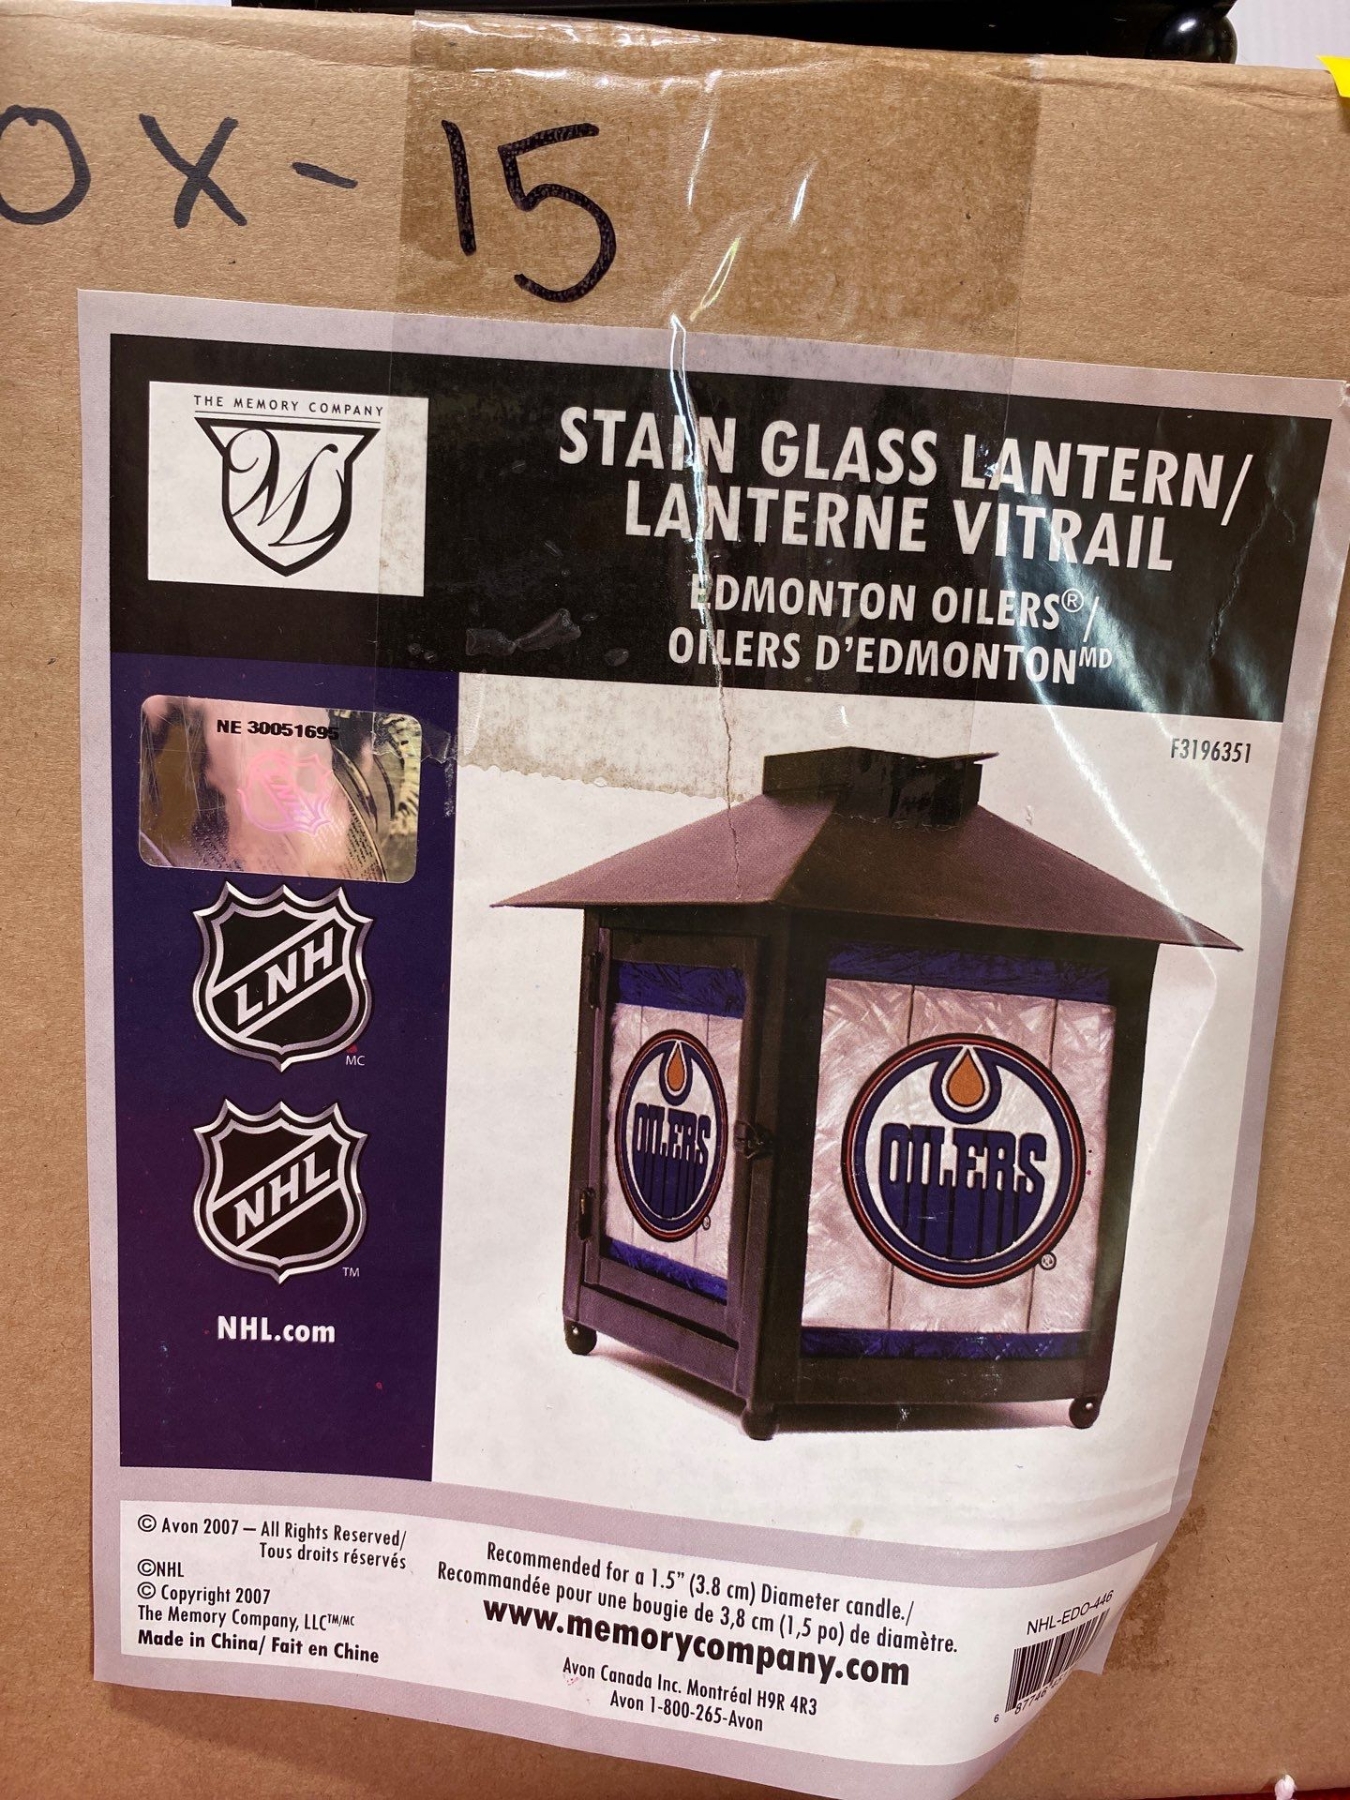 OX - 15
THE MEMORY COMPANY
STAIN GLASS LANTERN/
LANTERNE VITRAIL
EDMONTON OILERS®/
OILERS D'EDMONTONMD
NE 30051695
F3196351
LNH
MC
NHL
TM
NHL.com
OILERS
®
OILERS
®
© Avon 2007 – All Rights Reserved/
Tous droits réservés
©NHL
© Copyright 2007
The Memory Company, LLC™/MC
Made in China/ Fait en Chine
Recommended for a 1.5" (3.8 cm) Diameter candle./
Recommandée pour une bougie de 3,8 cm (1,5 po) de diamètre.
www.memorycompany.com
Avon Canada Inc. Montréal H9R 4R3
Avon 1-800-265-Avon
NHL-EDO-446
6 87746